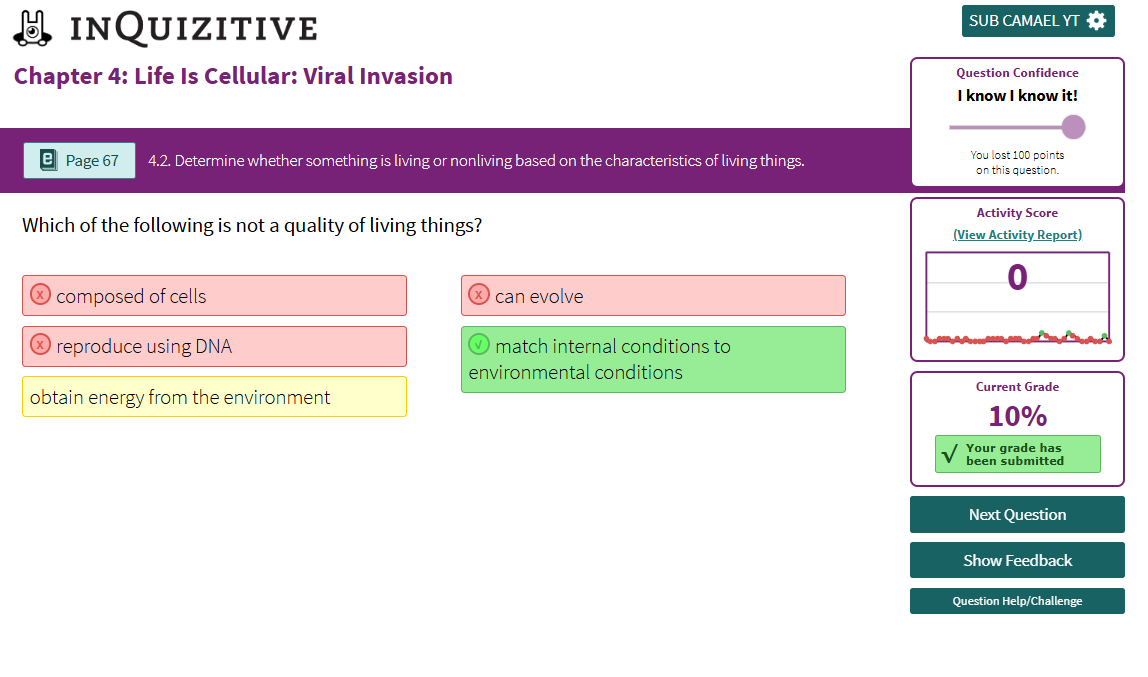 INQUIZITIVE
SUB CAMAEL YT
Chapter 4: Life Is Cellular: Viral Invasion
Question Confidence
I know I know it!
You lost 100 points
on this question.
e Page 67
4.2. Determine whether something is living or nonliving based on the characteristics of living things.
Which of the following is not a quality of living things?
x composed of cells
x can evolve
x reproduce using DNA
√ match internal conditions to
environmental conditions
obtain energy from the environment
Activity Score
(View Activity Report)
0
Current Grade
10%
√ Your grade has
been submitted
Next Question
Show Feedback
Question Help/Challenge